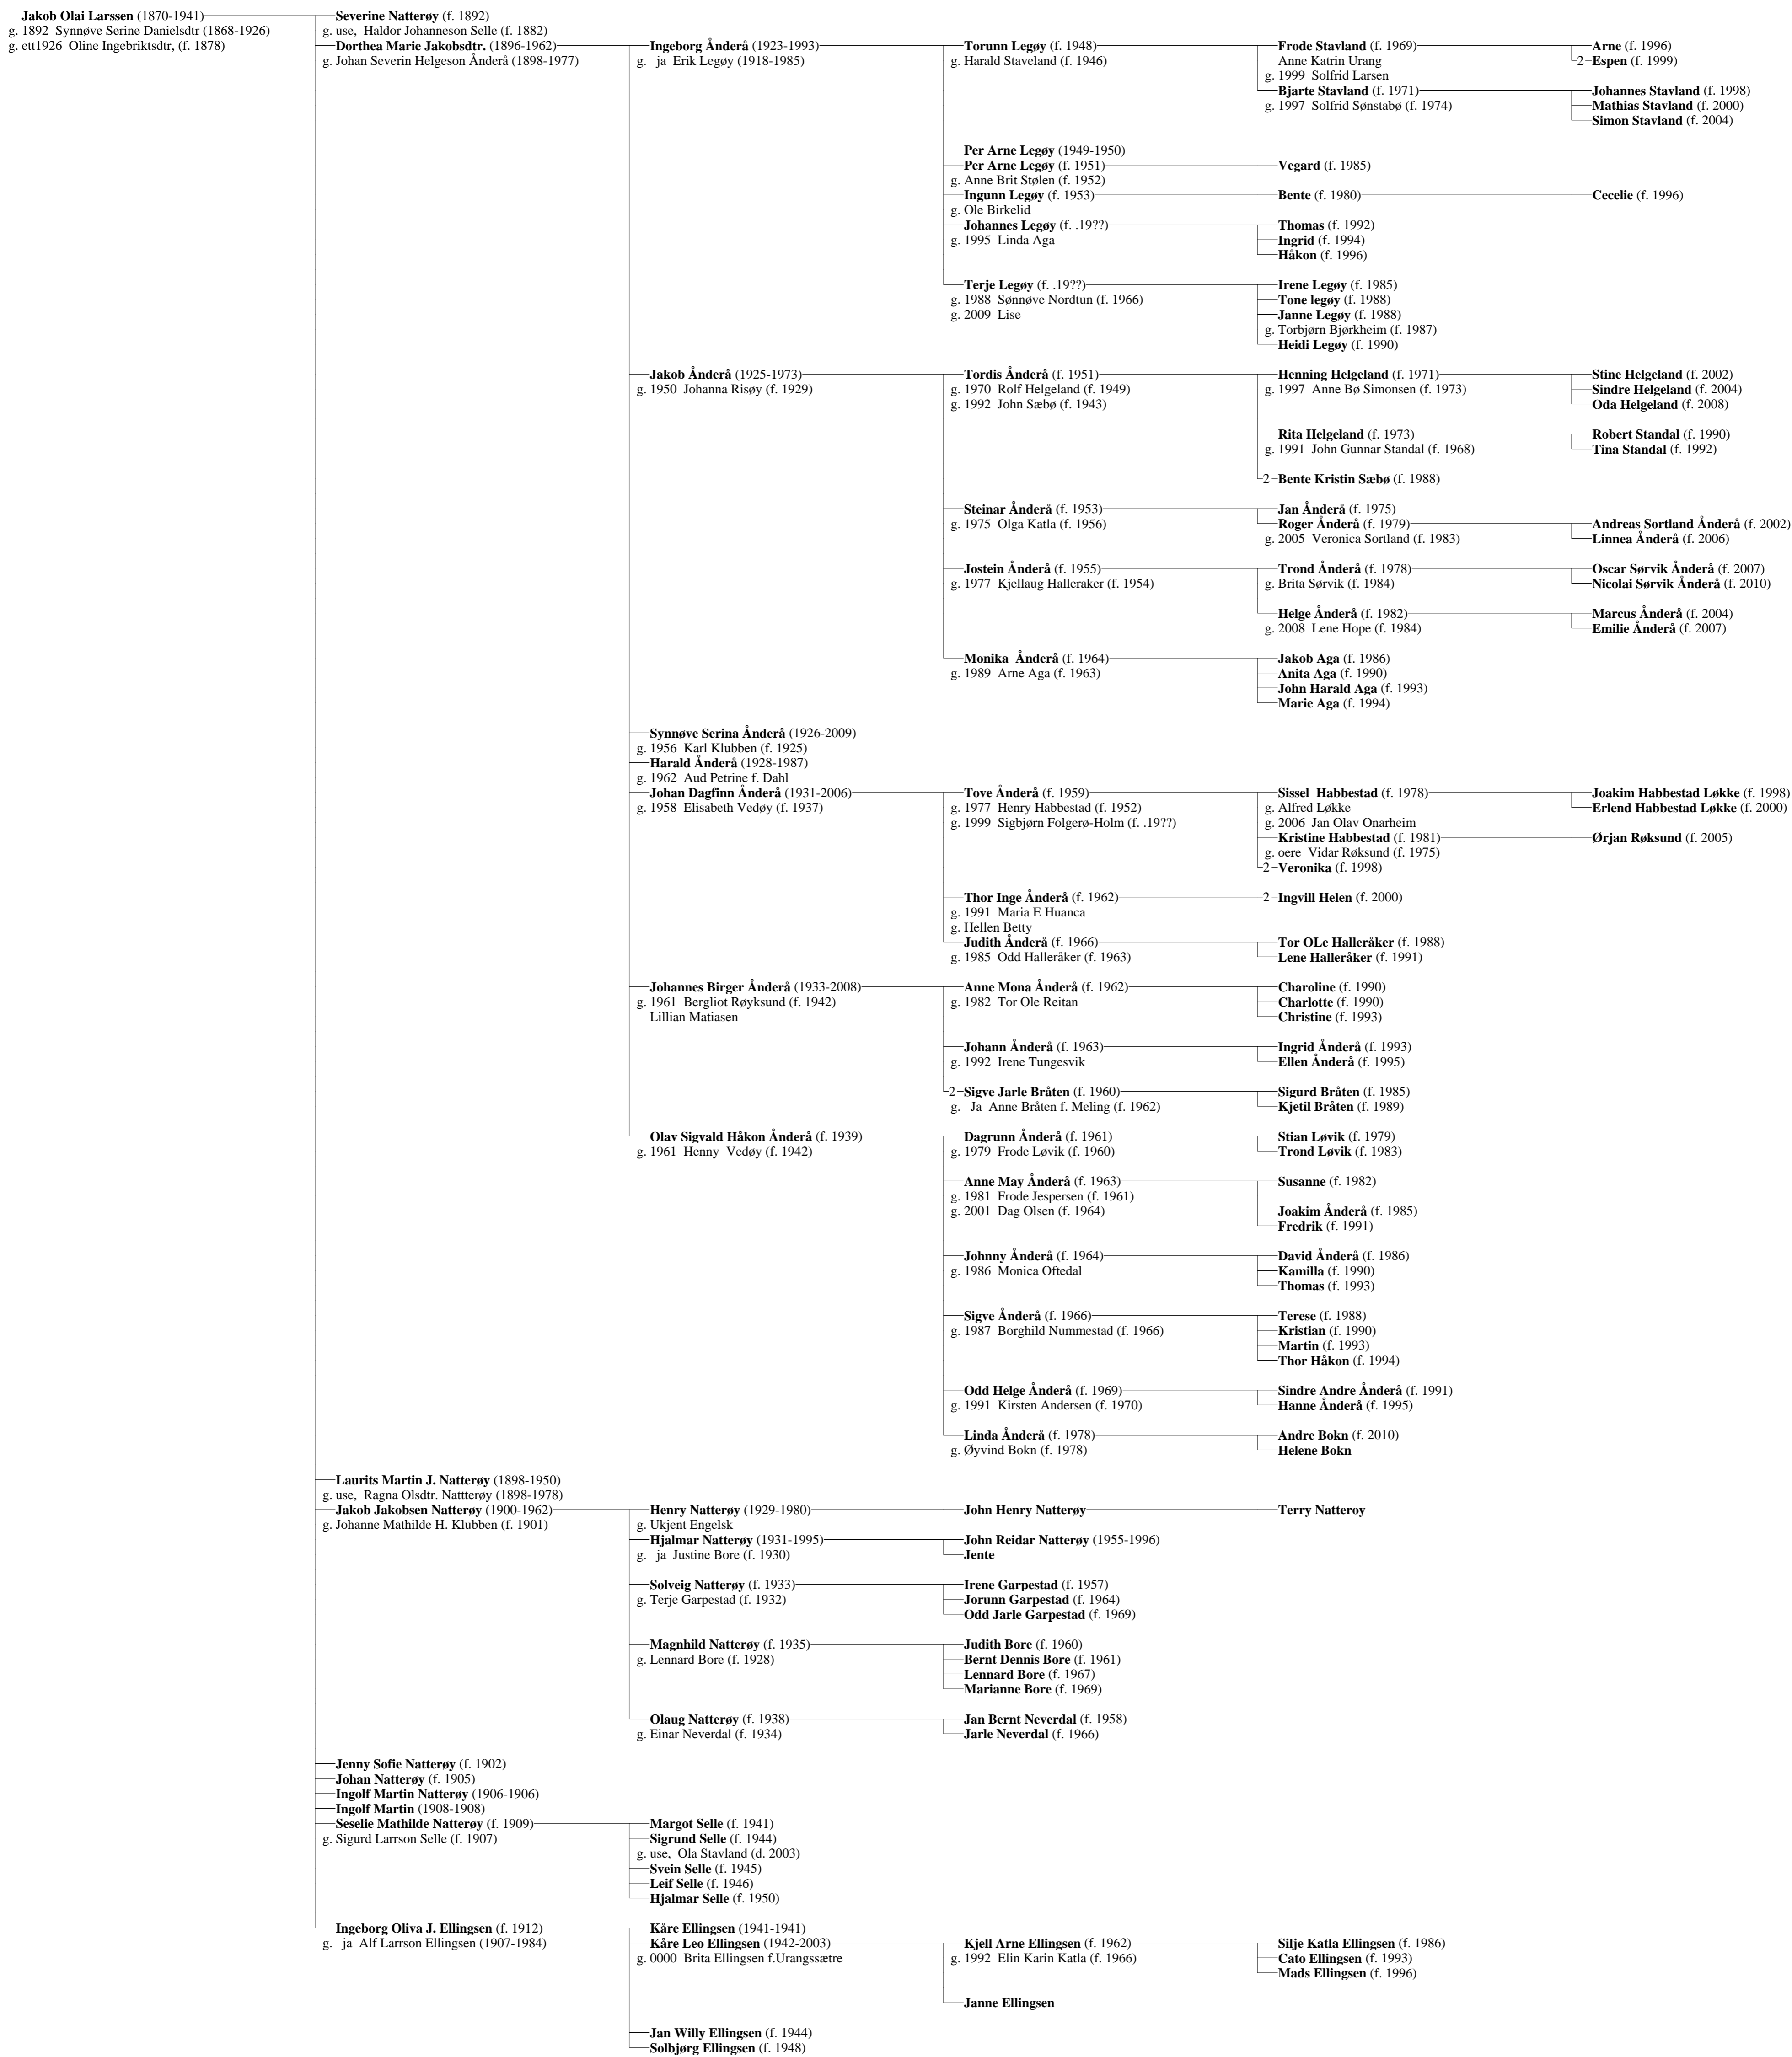 Jakob Olai Larssen (1870-1941)
g. 1892 Synnøve Serine Danielsdtr (1868-1926)
g. ett1926 Oline Ingebriktsdtr, (f. 1878)
Severine Natterøy (f. 1892)
g. use, Haldor Johanneson Selle (f. 1882)
Dorthea Marie Jakobsdtr. (1896-1962)
g. Johan Severin Helgeson Ånderå (1898-1977)
Ingeborg Ånderå (1923-1993)
g. ja Erik Legøy (1918-1985)
Torunn Legøy (f. 1948)
g. Harald Staveland (f. 1946)
Frode Stavland (f. 1969)
Anne Katrin Urang
g. 1999 Solfrid Larsen
Arne (f. 1996)
2 Espen (f. 1999)
Bjarte Stavland (f. 1971)
g. 1997 Solfrid Sønstabø (f. 1974)
Johannes Stavland (f. 1998)
Mathias Stavland (f. 2000)
Simon Stavland (f. 2004)
Per Arne Legøy (1949-1950)
Per Arne Legøy (f. 1951)
g. Anne Brit Stølen (f. 1952)
Vegard (f. 1985)
Ingunn Legøy (f. 1953)
g. Ole Birkelid
Bente (f. 1980)
Cecelie (f. 1996)
Johannes Legøy (f. .19??)
g. 1995 Linda Aga
Thomas (f. 1992)
Ingrid (f. 1994)
Håkon (f. 1996)
Terje Legøy (f. .19??)
g. 1988 Sønnøve Nordtun (f. 1966)
g. 2009 Lise
Irene Legøy (f. 1985)
Tone legøy (f. 1988)
Janne Legøy (f. 1988)
g. Torbjørn Bjørkheim (f. 1987)
Heidi Legøy (f. 1990)
Jakob Ånderå (1925-1973)
g. 1950 Johanna Risøy (f. 1929)
Tordis Ånderå (f. 1951)
g. 1970 Rolf Helgeland (f. 1949)
g. 1992 John Sæbø (f. 1943)
Henning Helgeland (f. 1971)
g. 1997 Anne Bø Simonsen (f. 1973)
Stine Helgeland (f. 2002)
Sindre Helgeland (f. 2004)
Oda Helgeland (f. 2008)
Rita Helgeland (f. 1973)
g. 1991 John Gunnar Standal (f. 1968)
Robert Standal (f. 1990)
Tina Standal (f. 1992)
2 Bente Kristin Sæbø (f. 1988)
Steinar Ånderå (f. 1953)
g. 1975 Olga Katla (f. 1956)
Jan Ånderå (f. 1975)
Roger Ånderå (f. 1979)
g. 2005 Veronica Sortland (f. 1983)
Andreas Sortland Ånderå (f. 2002)
Linnea Ånderå (f. 2006)
Jostein Ånderå (f. 1955)
g. 1977 Kjellaug Halleraker (f. 1954)
Trond Ånderå (f. 1978)
g. Brita Sørvik (f. 1984)
Oscar Sørvik Ånderå (f. 2007)
Nicolai Sørvik Ånderå (f. 2010)
Helge Ånderå (f. 1982)
g. 2008 Lene Hope (f. 1984)
Marcus Ånderå (f. 2004)
Emilie Ånderå (f. 2007)
Monika Ånderå (f. 1964)
g. 1989 Arne Aga (f. 1963)
Jakob Aga (f. 1986)
Anita Aga (f. 1990)
John Harald Aga (f. 1993)
Marie Aga (f. 1994)
Synnøve Serina Ånderå (1926-2009)
g. 1956 Karl Klubben (f. 1925)
Harald Ånderå (1928-1987)
g. 1962 Aud Petrine f. Dahl
Johan Dagfinn Ånderå (1931-2006)
g. 1958 Elisabeth Vedøy (f. 1937)
Tove Ånderå (f. 1959)
g. 1977 Henry Habbestad (f. 1952)
g. 1999 Sigbjørn Folgerø-Holm (f. .19??)
Sissel Habbestad (f. 1978)
g. Alfred Løkke
g. 2006 Jan Olav Onarheim
Joakim Habbestad Løkke (f. 1998)
Erlend Habbestad Løkke (f. 2000)
Kristine Habbestad (f. 1981)
g. oere Vidar Røksund (f. 1975)
Ørjan Røksund (f. 2005)
2 Veronika (f. 1998)
Thor Inge Ånderå (f. 1962)
g. 1991 Maria E Huanca
g. Hellen Betty
2 Ingvill Helen (f. 2000)
Judith Ånderå (f. 1966)
g. 1985 Odd Halleråker (f. 1963)
Tor OLe Halleråker (f. 1988)
Lene Halleråker (f. 1991)
Johannes Birger Ånderå (1933-2008)
g. 1961 Bergliot Røyksund (f. 1942)
Lillian Matiasen
Anne Mona Ånderå (f. 1962)
g. 1982 Tor Ole Reitan
Charoline (f. 1990)
Charlotte (f. 1990)
Christine (f. 1993)
Johann Ånderå (f. 1963)
g. 1992 Irene Tungesvik
Ingrid Ånderå (f. 1993)
Ellen Ånderå (f. 1995)
2 Sigve Jarle Bråten (f. 1960)
g. Ja Anne Bråten f. Meling (f. 1962)
Sigurd Bråten (f. 1985)
Kjetil Bråten (f. 1989)
Olav Sigvald Håkon Ånderå (f. 1939)
g. 1961 Henny Vedøy (f. 1942)
Dagrunn Ånderå (f. 1961)
g. 1979 Frode Løvik (f. 1960)
Stian Løvik (f. 1979)
Trond Løvik (f. 1983)
Anne May Ånderå (f. 1963)
g. 1981 Frode Jespersen (f. 1961)
g. 2001 Dag Olsen (f. 1964)
Susanne (f. 1982)
Joakim Ånderå (f. 1985)
Fredrik (f. 1991)
Johnny Ånderå (f. 1964)
g. 1986 Monica Oftedal
David Ånderå (f. 1986)
Kamilla (f. 1990)
Thomas (f. 1993)
Sigve Ånderå (f. 1966)
g. 1987 Borghild Nummestad (f. 1966)
Terese (f. 1988)
Kristian (f. 1990)
Martin (f. 1993)
Thor Håkon (f. 1994)
Odd Helge Ånderå (f. 1969)
g. 1991 Kirsten Andersen (f. 1970)
Sindre Andre Ånderå (f. 1991)
Hanne Ånderå (f. 1995)
Linda Ånderå (f. 1978)
g. Øyvind Bokn (f. 1978)
Andre Bokn (f. 2010)
Helene Bokn
Laurits Martin J. Natterøy (1898-1950)
g. use, Ragna Olsdtr. Nattterøy (1898-1978)
Jakob Jakobsen Natterøy (1900-1962)
g. Johanne Mathilde H. Klubben (f. 1901)
Henry Natterøy (1929-1980)
g. Ukjent Engelsk
John Henry Natterøy
Terry Natteroy
Hjalmar Natterøy (1931-1995)
g. ja Justine Bore (f. 1930)
John Reidar Natterøy (1955-1996)
Jente
Solveig Natterøy (f. 1933)
g. Terje Garpestad (f. 1932)
Irene Garpestad (f. 1957)
Jorunn Garpestad (f. 1964)
Odd Jarle Garpestad (f. 1969)
Magnhild Natterøy (f. 1935)
g. Lennard Bore (f. 1928)
Judith Bore (f. 1960)
Bernt Dennis Bore (f. 1961)
Lennard Bore (f. 1967)
Marianne Bore (f. 1969)
Olaug Natterøy (f. 1938)
g. Einar Neverdal (f. 1934)
Jan Bernt Neverdal (f. 1958)
Jarle Neverdal (f. 1966)
Jenny Sofie Natterøy (f. 1902)
Johan Natterøy (f. 1905)
Ingolf Martin Natterøy (1906-1906)
Ingolf Martin (1908-1908)
Seselie Mathilde Natterøy (f. 1909)
g. Sigurd Larrson Selle (f. 1907)
Margot Selle (f. 1941)
Sigrund Selle (f. 1944)
g. use, Ola Stavland (d. 2003)
Svein Selle (f. 1945)
Leif Selle (f. 1946)
Hjalmar Selle (f. 1950)
Ingeborg Oliva J. Ellingsen (f. 1912)
g. ja Alf Larrson Ellingsen (1907-1984)
Kåre Ellingsen (1941-1941)
Kåre Leo Ellingsen (1942-2003)
g. 0000 Brita Ellingsen f.Urangssætre
Kjell Arne Ellingsen (f. 1962)
g. 1992 Elin Karin Katla (f. 1966)
Silje Katla Ellingsen (f. 1986)
Cato Ellingsen (f. 1993)
Mads Ellingsen (f. 1996)
Janne Ellingsen
Jan Willy Ellingsen (f. 1944)
Solbjørg Ellingsen (f. 1948)